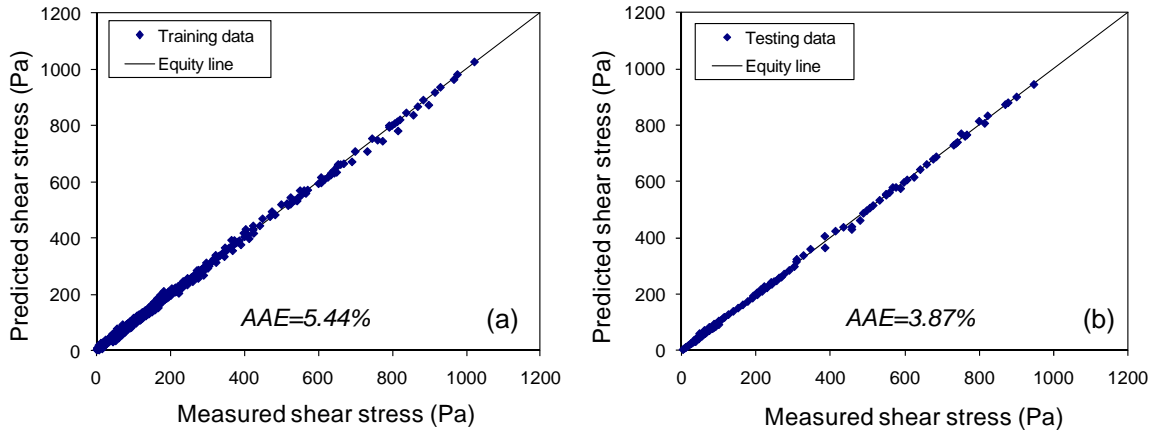 Predicted shear stress (Pa)
1200
1000
800
600
400
200
0
Training data
Equity line
AAE=5.44%
(a)
0 200 400 600 800 1000 1200
Measured shear stress (Pa)
Predicted shear stress (Pa)
1200
1000
800
600
400
200
0
Testing data
Equity line
AAE=3.87%
(b)
0 200 400 600 800 1000 1200
Measured shear stress (Pa)